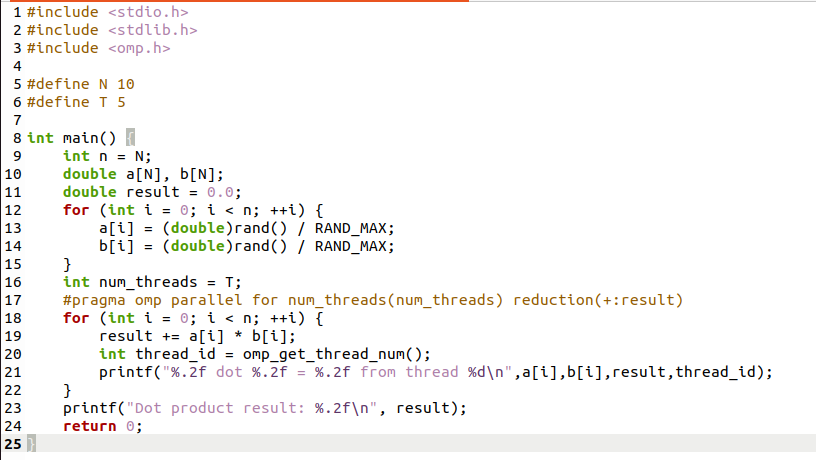 1 #include <stdio.h>
2 #include <stdlib.h>
3 #include <omp.h>
4
5 #define N 10
6 #define T 5
7
8 int main() {
9     int n = N;
10     double a[N], b[N];
11     double result = 0.0;
12     for (int i = 0; i < n; ++i) {
13         a[i] = (double)rand() / RAND_MAX;
14         b[i] = (double)rand() / RAND_MAX;
15     }
16     int num_threads = T;
17     #pragma omp parallel for num_threads(num_threads) reduction(+:result)
18     for (int i = 0; i < n; ++i) {
19         result += a[i] * b[i];
20         int thread_id = omp_get_thread_num();
21         printf("%.2f dot %.2f = %.2f from thread %d\n",a[i],b[i],result,thread_id);
22     }
23     printf("Dot product result: %.2f\n", result);
24     return 0;
25 }